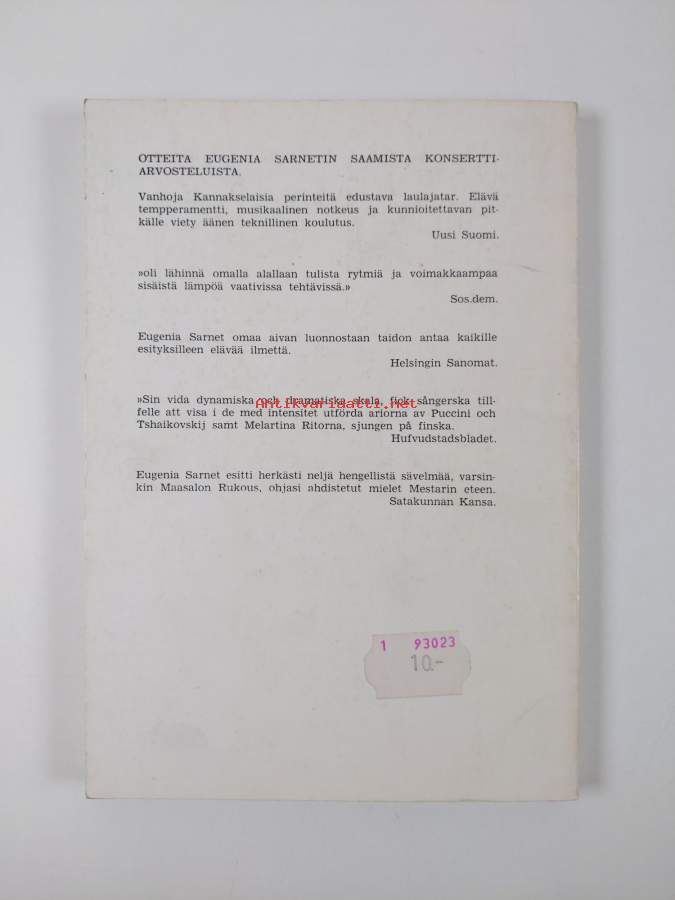 OTTEITA EUGENIA SARNETIN SAAMISTA KONSERTTI-
ARVOSTELUISTA.
Vanhoja Kannakselaisia perinteitä edustava laulajatar. Elävä
tempperamentti, musikaalinen notkeus ja kunnioitettavan pit-
källe viety äänen teknillinen koulutus.
Uusi Suomi.
»oli lähinnä omalla alallaan tulista rytmiä ja voimakkaampaa
sisäistä lämpöä vaativissa tehtävissä.»
Sos.dem.
Eugenia Sarnet omaa aivan luonnostaan taidon antaa kaikille
esityksilleen elävää ilmettä.
Helsingin Sanomat.
»Sin vida dynamiska och dramatiska skala fick sångerska till-
Antikvariaatti.net
felle att visa i de med intensitet utförda ariorna av Puccini och
Tshaikovskij samt Melartina Ritorna, sjungen på finska.
Hufvudstadsbladet.
Eugenia Sarnet esitti herkästi neljä hengellistä sävelmää, varsin-
kin Maasalon Rukous, ohjasi ahdistetut mielet Mestarin eteen.
Satakunnan Kansa.
1 93023
10.-